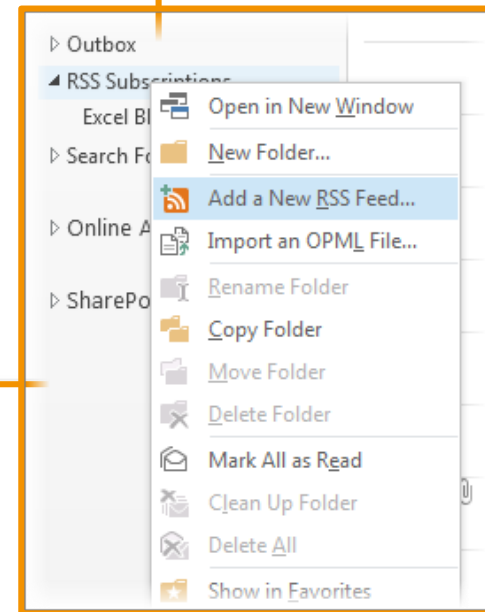 Outbox
RSS Subscriptions
Excel Bl
Search Fo
Online A
SharePo
Open in New Window
New Folder...
Add a New RSS Feed...
Import an OPML File...
Rename Folder
Copy Folder
Move Folder
Delete Folder
Mark All as Read
Clean Up Folder
Delete All
Show in Favorites